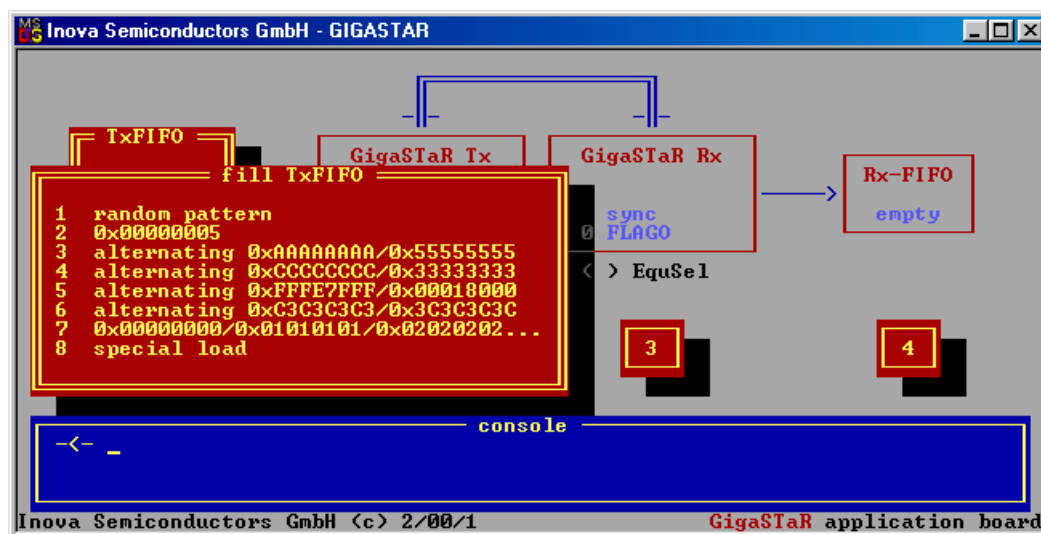 Inova Semiconductors GmbH - GIGASTAR
TxFIFO
GigaSTaR Tx
GigaSTaR Rx
Rx-FIFO
empty
sync
0 FLAGO
< > EquSel
fill TxFIFO
1 random pattern
2 0x00000005
3 alternating 0xAAAAAAAA/0x55555555
4 alternating 0xCCCCCCCC/0x33333333
5 alternating 0xFFFE7FFF/0x00018000
6 alternating 0xC3C3C3C3/0x3C3C3C3C
7 0x00000000/0x01010101/0x02020202...
8 special load
3
4
console
-<- _
Inova Semiconductors GmbH (c) 2/00/1
GigaSTaR application board